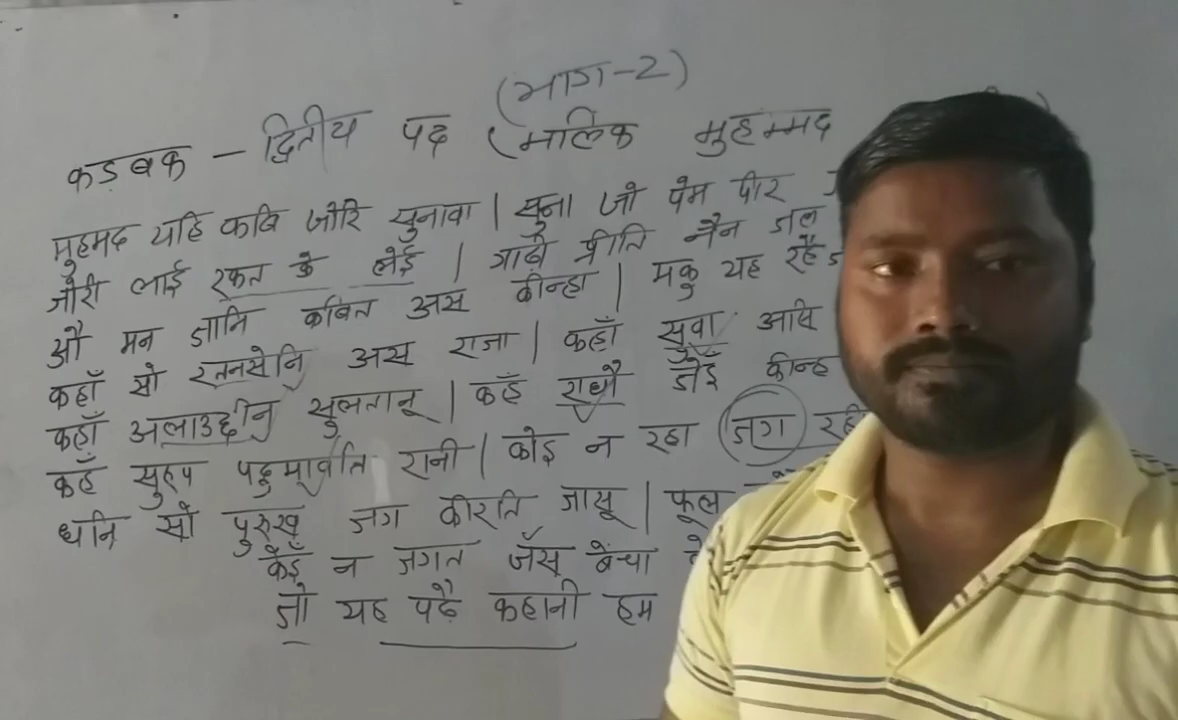 (भाग-2)
कड़बक - द्वितीय पद (मलिक मुहम्मद
मुहमद यहि कबि जोरि सुनावा | सुना जो पेम पीर
जोरी लाई रकत कै लेई | गाढ़ी प्रीति नैन जल
औ मन जानि कबित अस कीन्हा | मकु यह रहै
कहाँ सो रतनसेनि अस राजा | कहाँ सुवा असि
कहाँ अलाउद्दीन सुलतानू | कहँ राघौ जेइँ कीन्ह
कहँ सुरूप पदुमावति रानी | कोइ न रहा जग रही
धनि सो पुरुख जग कीरति जासू | फूल
केइँ न जगत जस बेंचा
जो यह पढ़ै कहानी हम